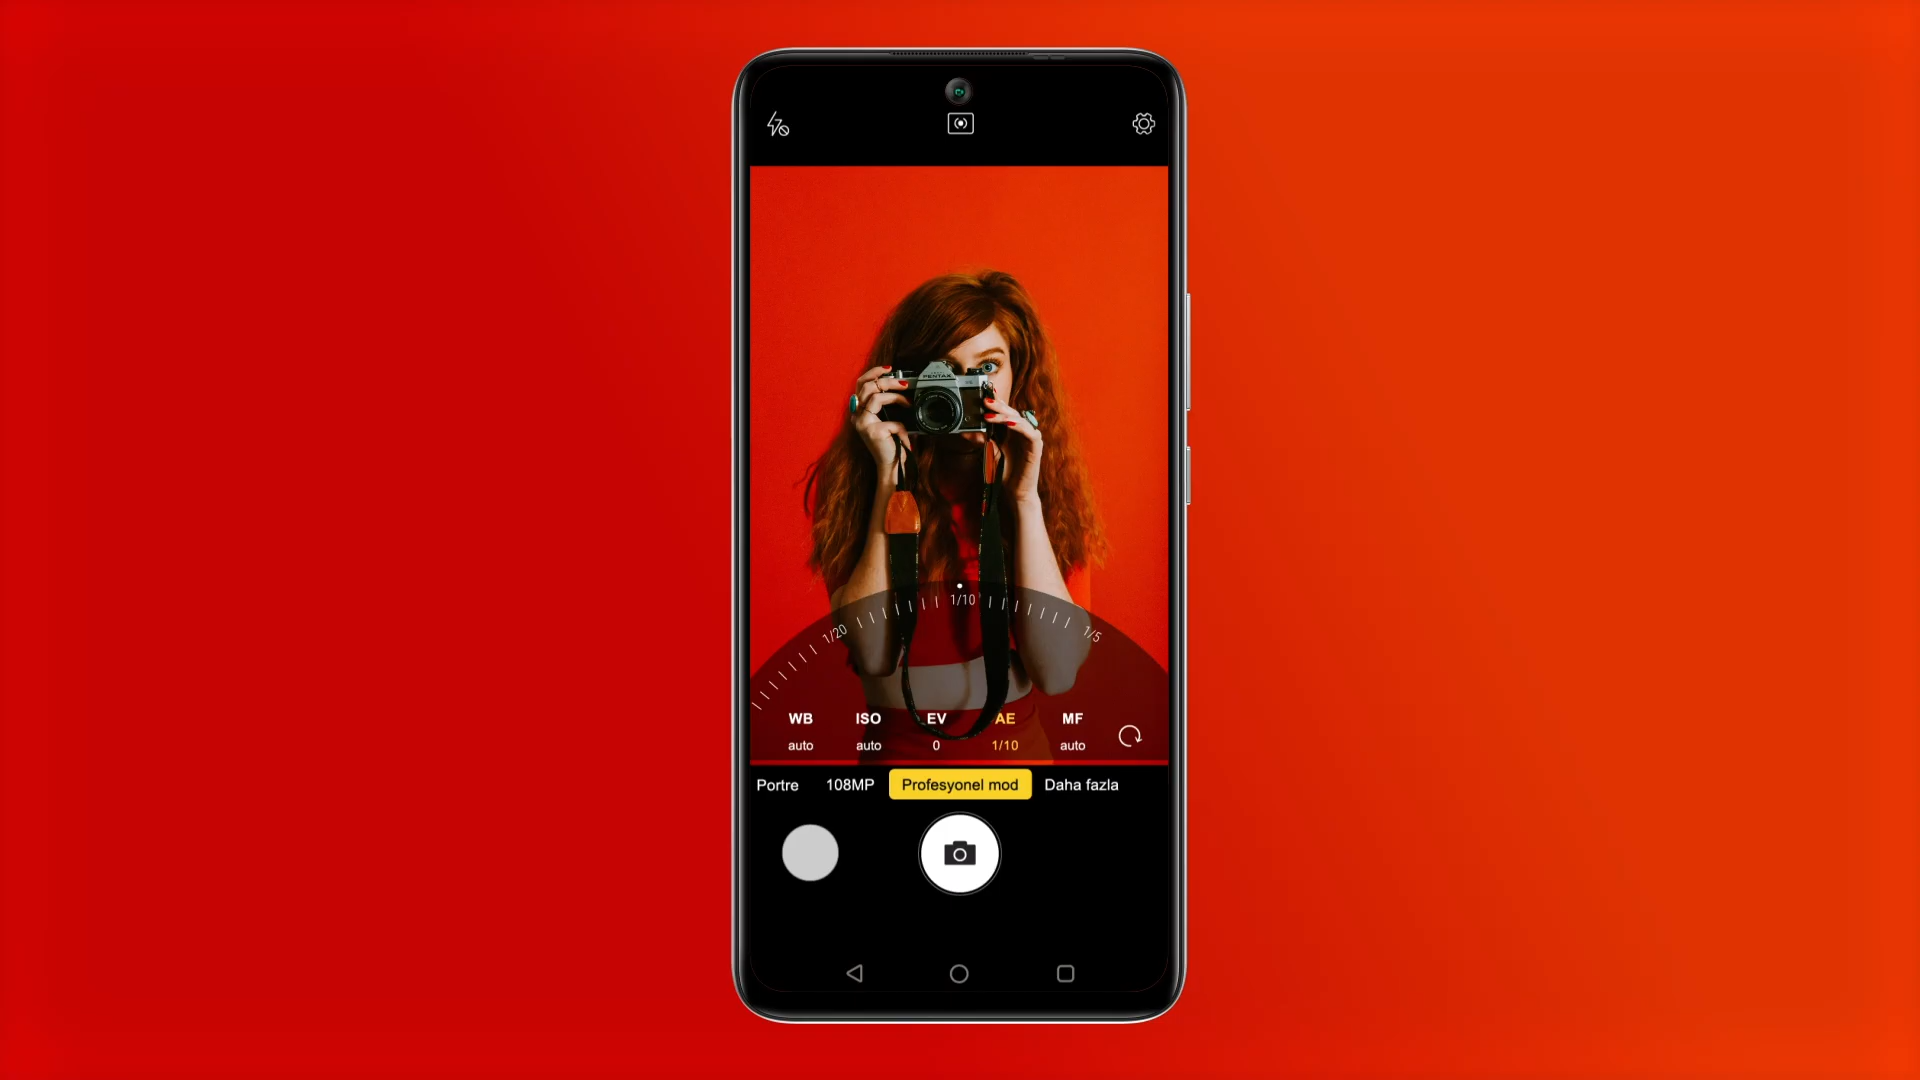 PENTAX
1/20
1/10
1/5
WB ISO EV AE MF
auto auto 0 1/10 auto
Portre 108MP Profesyonel mod Daha fazla